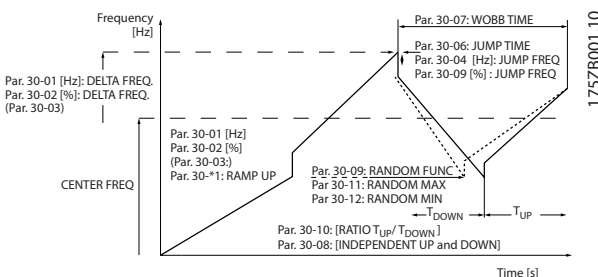 Frequency
[Hz]
Par. 30-07: WOBB TIME
Par. 30-06: JUMP TIME
Par. 30-04 [Hz]: JUMP FREQ
Par. 30-09 [%] : JUMP FREQ
175ZB001.10
Par. 30-01 [Hz]: DELTA FREQ.
Par. 30-02 [%]: DELTA FREQ.
(Par. 30-03)
Par. 30-01 [Hz]
Par. 30-02 [%]
(Par. 30-03:)
Par. 30-*1: RAMP UP
CENTER FREQ
Par. 30-09: RANDOM FUNC
Par 30-11: RANDOM MAX
Par 30-12: RANDOM MIN
TDOWN
TUP
Par. 30-10: [RATIO TUP/ TDOWN]
Par. 30-08: [INDEPENDENT UP and DOWN]
Time [s]